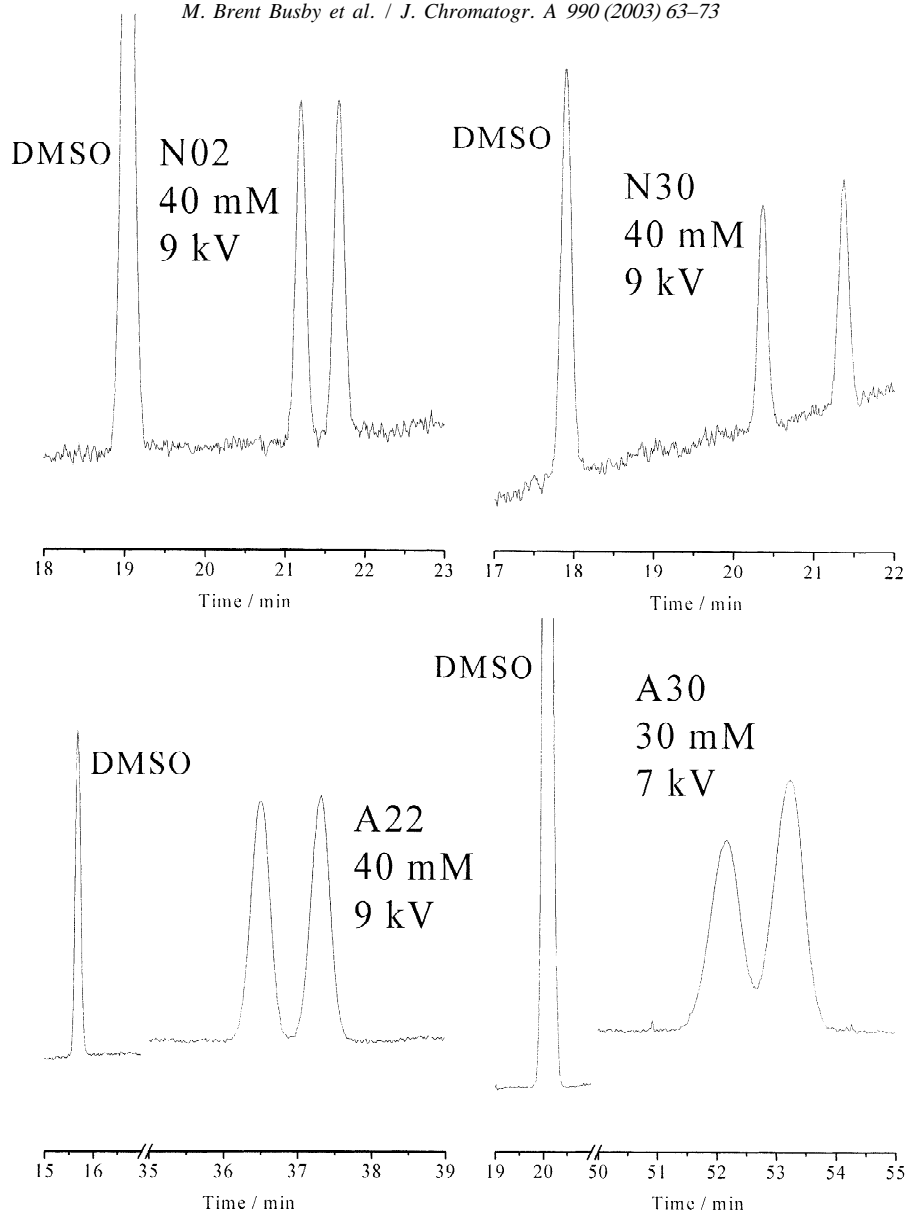 M. Brent Busby et al. / J. Chromatogr. A 990 (2003) 63–73
DMSO
N02
40 mM
9 kV
18 19 20 21 22 23
Time / min
DMSO
N30
40 mM
9 kV
17 18 19 20 21 22
Time / min
DMSO
A22
40 mM
9 kV
15 16 35 36 37 38 39
Time / min
DMSO
A30
30 mM
7 kV
19 20 50 51 52 53 54 55
Time / min